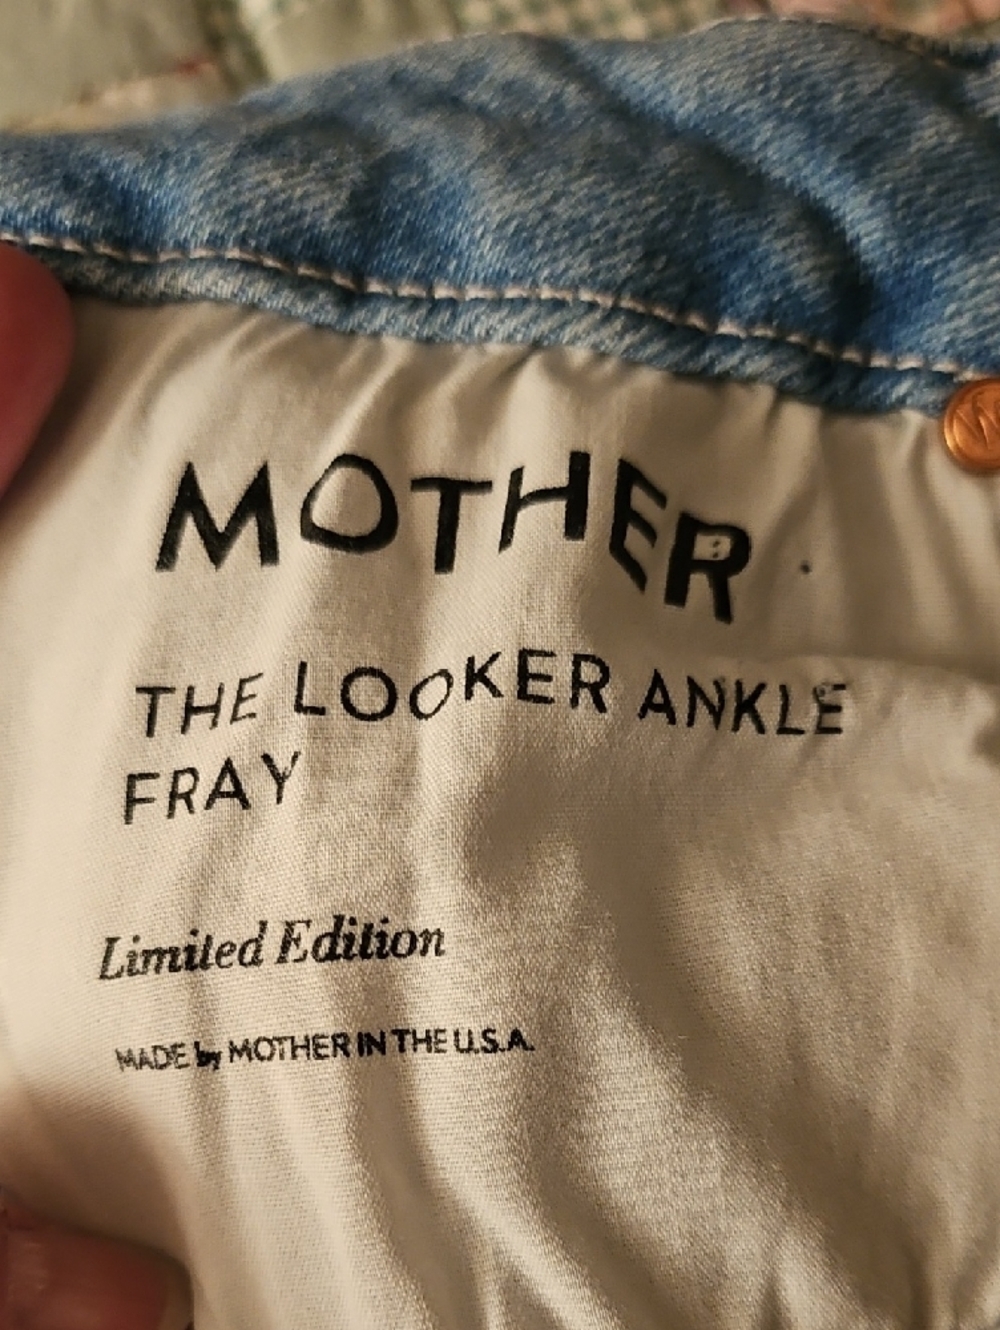 MOTHER
THE LOOKER ANKLE
FRAY
Limited Edition
MADE by MOTHER IN THE U.S.A.